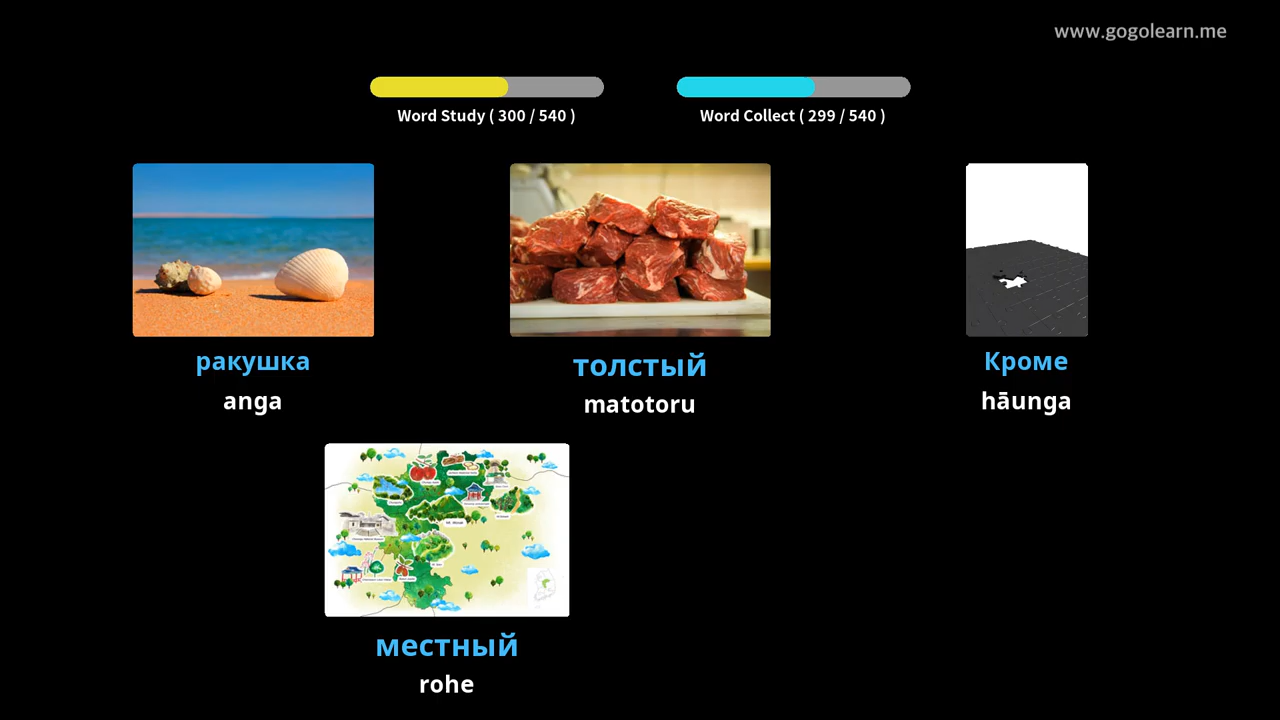 www.gogolearn.me
Word Study ( 300 / 540 )
Word Collect ( 299 / 540 )
ракушка
anga
толстый
matotoru
Кроме
hāunga
местный
rohe